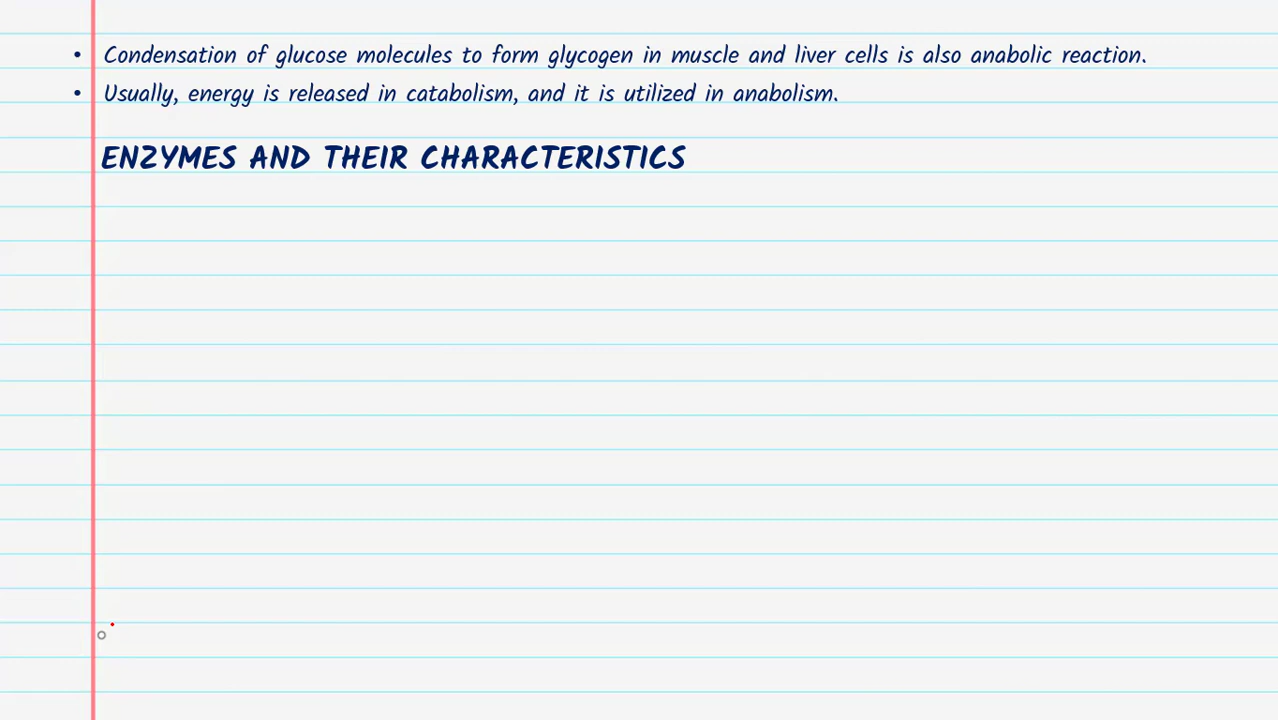 • Condensation of glucose molecules to form glycogen in muscle and liver cells is also anabolic reaction.
• Usually, energy is released in catabolism, and it is utilized in anabolism.
ENZYMES AND THEIR CHARACTERISTICS